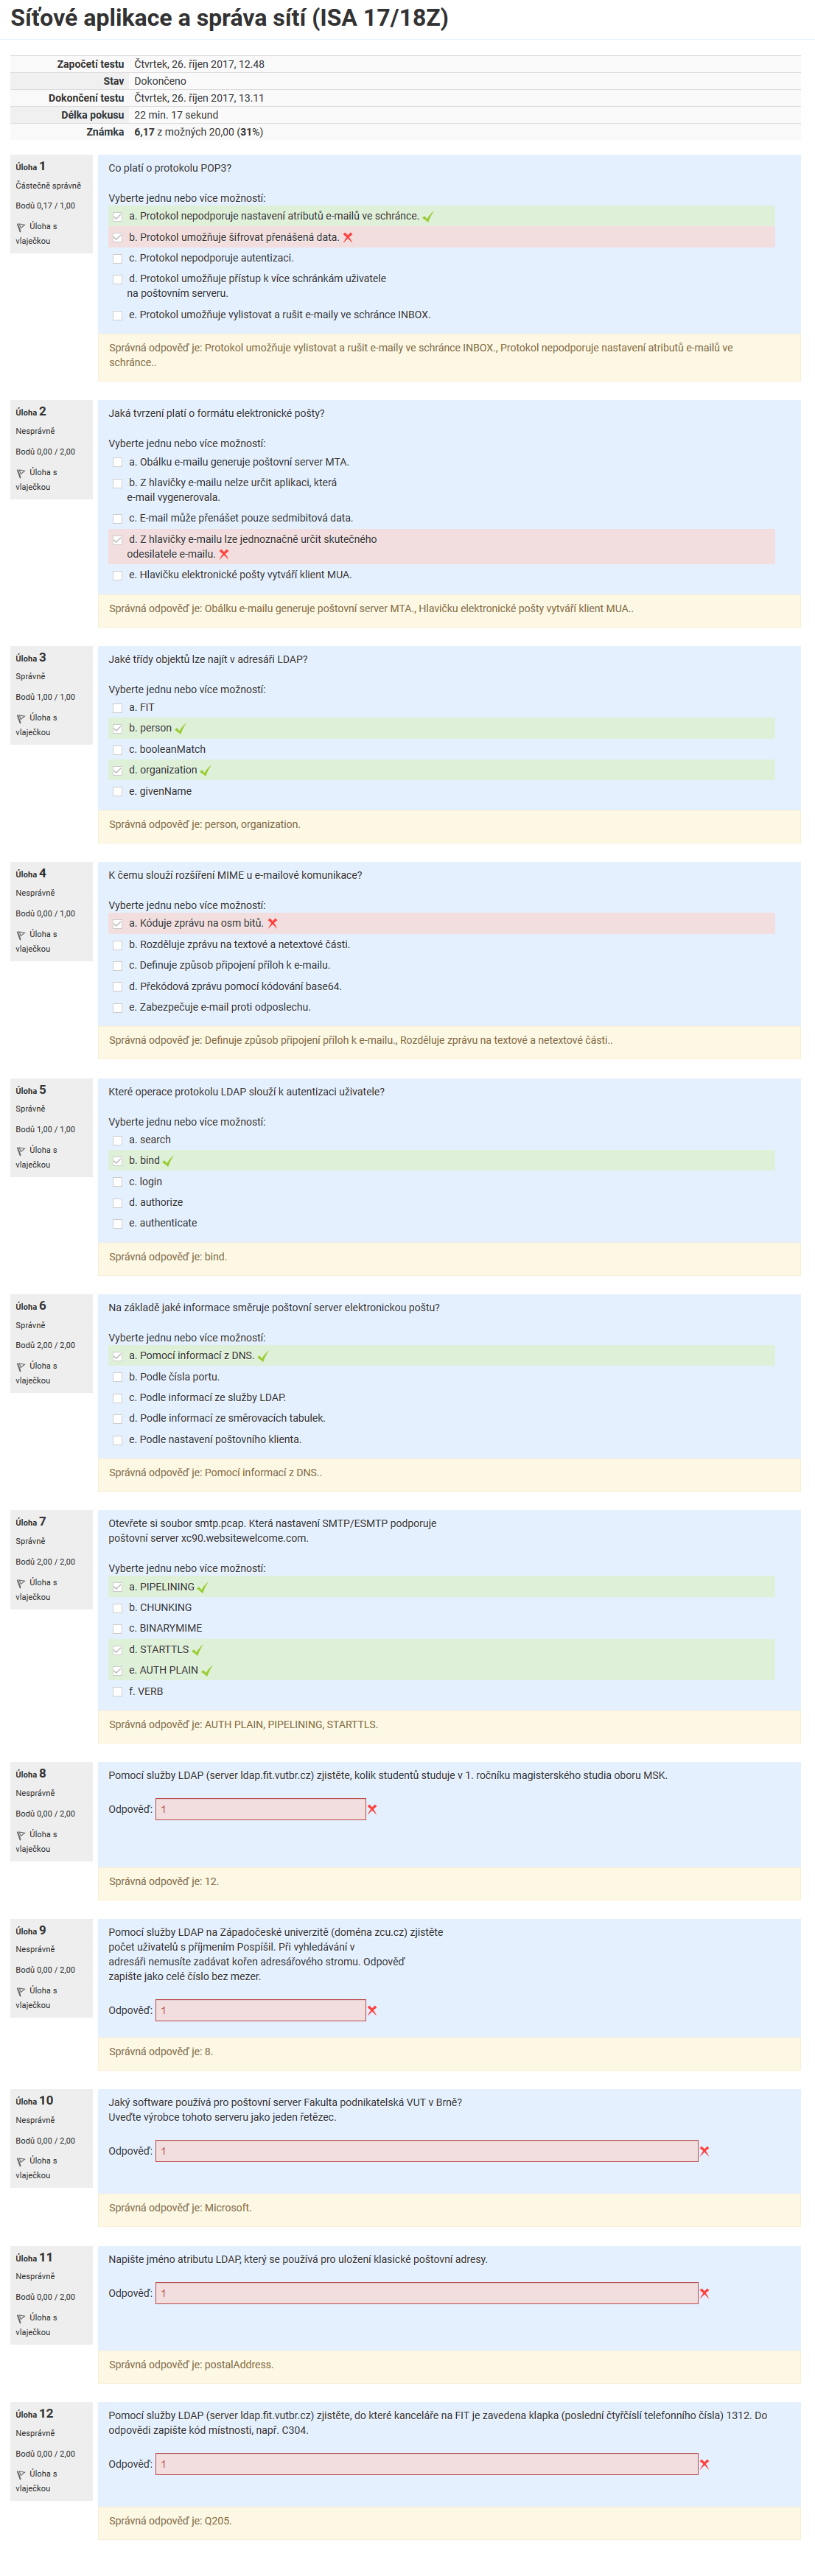 Síťové aplikace a správa sítí (ISA 17/18Z)
Započetí testu Čtvrtek, 26. říjen 2017, 12.48
Stav Dokončeno
Dokončení testu Čtvrtek, 26. říjen 2017, 13.11
Délka pokusu 22 min. 17 sekund
Známka 6,17 z možných 20,00 (31%)
Úloha 1
Částečně správně
Bodů 0,17 / 1,00
Úloha s
vlaječkou
Co platí o protokolu POP3?
Vyberte jednu nebo více možností:
a. Protokol nepodporuje nastavení atributů e-mailů ve schránce.
b. Protokol umožňuje šifrovat přenášená data.
c. Protokol nepodporuje autentizaci.
d. Protokol umožňuje přístup k více schránkám uživatele
na poštovním serveru.
e. Protokol umožňuje vylistovat a rušit e-maily ve schránce INBOX.
Správná odpověď je: Protokol umožňuje vylistovat a rušit e-maily ve schránce INBOX., Protokol nepodporuje nastavení atributů e-mailů ve
schránce..
Úloha 2
Nesprávně
Bodů 0,00 / 2,00
Úloha s
vlaječkou
Jaká tvrzení platí o formátu elektronické pošty?
Vyberte jednu nebo více možností:
a. Obálku e-mailu generuje poštovní server MTA.
b. Z hlavičky e-mailu nelze určit aplikaci, která
e-mail vygenerovala.
c. E-mail může přenášet pouze sedmibitová data.
d. Z hlavičky e-mailu lze jednoznačně určit skutečného
odesilatele e-mailu.
e. Hlavičku elektronické pošty vytváří klient MUA.
Správná odpověď je: Obálku e-mailu generuje poštovní server MTA., Hlavičku elektronické pošty vytváří klient MUA..
Úloha 3
Správně
Bodů 1,00 / 1,00
Úloha s
vlaječkou
Jaké třídy objektů lze najít v adresáři LDAP?
Vyberte jednu nebo více možností:
a. FIT
b. person
c. booleanMatch
d. organization
e. givenName
Správná odpověď je: person, organization.
Úloha 4
Nesprávně
Bodů 0,00 / 1,00
Úloha s
vlaječkou
K čemu slouží rozšíření MIME u e-mailové komunikace?
Vyberte jednu nebo více možností:
a. Kóduje zprávu na osm bitů.
b. Rozděluje zprávu na textové a netextové části.
c. Definuje způsob připojení příloh k e-mailu.
d. Překódová zprávu pomocí kódování base64.
e. Zabezpečuje e-mail proti odposlechu.
Správná odpověď je: Definuje způsob připojení příloh k e-mailu., Rozděluje zprávu na textové a netextové části..
Úloha 5
Správně
Bodů 1,00 / 1,00
Úloha s
vlaječkou
Které operace protokolu LDAP slouží k autentizaci uživatele?
Vyberte jednu nebo více možností:
a. search
b. bind
c. login
d. authorize
e. authenticate
Správná odpověď je: bind.
Úloha 6
Správně
Bodů 2,00 / 2,00
Úloha s
vlaječkou
Na základě jaké informace směruje poštovní server elektronickou poštu?
Vyberte jednu nebo více možností:
a. Pomocí informací z DNS.
b. Podle čísla portu.
c. Podle informací ze služby LDAP.
d. Podle informací ze směrovacích tabulek.
e. Podle nastavení poštovního klienta.
Správná odpověď je: Pomocí informací z DNS..
Úloha 7
Správně
Bodů 2,00 / 2,00
Úloha s
vlaječkou
Otevřete si soubor smtp.pcap. Která nastavení SMTP/ESMTP podporuje
poštovní server xc90.websitewelcome.com.
Vyberte jednu nebo více možností:
a. PIPELINING
b. CHUNKING
c. BINARYMIME
d. STARTTLS
e. AUTH PLAIN
f. VERB
Správná odpověď je: AUTH PLAIN, PIPELINING, STARTTLS.
Úloha 8
Nesprávně
Bodů 0,00 / 2,00
Úloha s
vlaječkou
Pomocí služby LDAP (server ldap.fit.vutbr.cz) zjistěte, kolik studentů studuje v 1. ročníku magisterského studia oboru MSK.
Odpověď: 1
Správná odpověď je: 12.
Úloha 9
Nesprávně
Bodů 0,00 / 2,00
Úloha s
vlaječkou
Pomocí služby LDAP na Západočeské univerzitě (doména zcu.cz) zjistěte
počet uživatelů s příjmením Pospíšil. Při vyhledávání v
adresáři nemusíte zadávat kořen adresářového stromu. Odpověď
zapište jako celé číslo bez mezer.
Odpověď: 1
Správná odpověď je: 8.
Úloha 10
Nesprávně
Bodů 0,00 / 2,00
Úloha s
vlaječkou
Jaký software používá pro poštovní server Fakulta podnikatelská VUT v Brně?
Uveďte výrobce tohoto serveru jako jeden řetězec.
Odpověď: 1
Správná odpověď je: Microsoft.
Úloha 11
Nesprávně
Bodů 0,00 / 2,00
Úloha s
vlaječkou
Napište jméno atributu LDAP, který se používá pro uložení klasické poštovní adresy.
Odpověď: 1
Správná odpověď je: postalAddress.
Úloha 12
Nesprávně
Bodů 0,00 / 2,00
Úloha s
vlaječkou
Pomocí služby LDAP (server ldap.fit.vutbr.cz) zjistěte, do které kanceláře na FIT je zavedena klapka (poslední čtyřčíslí telefonního čísla) 1312. Do
odpovědi zapište kód místnosti, např. C304.
Odpověď: 1
Správná odpověď je: Q205.